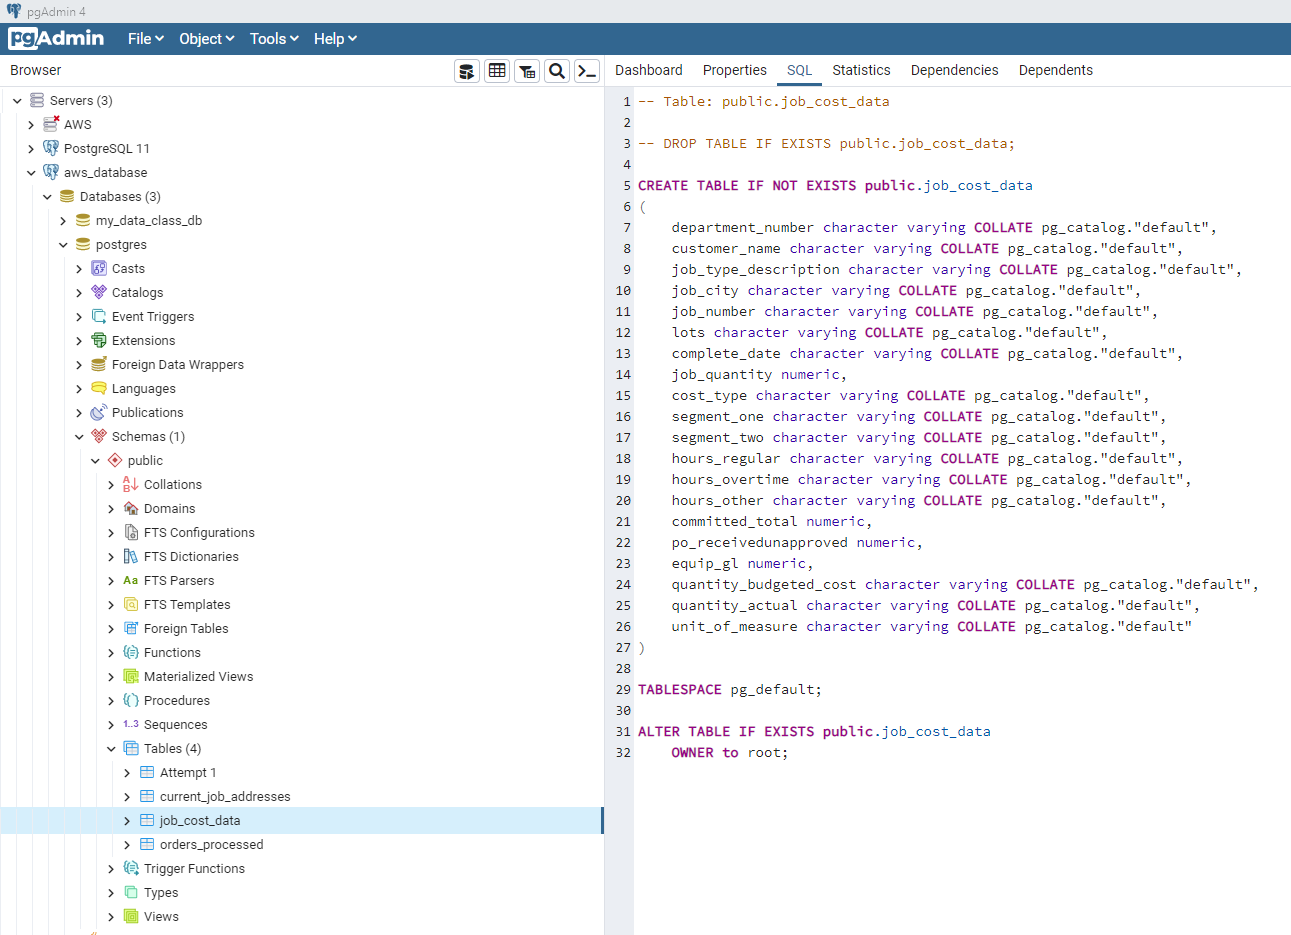 pgAdmin 4
pgAdmin File Object Tools Help
Browser
Servers (3)
AWS
PostgreSQL 11
aws_database
Databases (3)
my_data_class_db
postgres
Casts
Catalogs
Event Triggers
Extensions
Foreign Data Wrappers
Languages
Publications
Schemas (1)
public
Collations
Domains
FTS Configurations
FTS Dictionaries
Aa FTS Parsers
FTS Templates
Foreign Tables
Functions
Materialized Views
Procedures
1..3 Sequences
Tables (4)
Attempt 1
current_job_addresses
job_cost_data
orders_processed
Trigger Functions
Types
Views
Dashboard Properties SQL Statistics Dependencies Dependents
1 -- Table: public.job_cost_data
2
3 -- DROP TABLE IF EXISTS public.job_cost_data;
4
5 CREATE TABLE IF NOT EXISTS public.job_cost_data
6 (
7 department_number character varying COLLATE pg_catalog."default",
8 customer_name character varying COLLATE pg_catalog."default",
9 job_type_description character varying COLLATE pg_catalog."default",
10 job_city character varying COLLATE pg_catalog."default",
11 job_number character varying COLLATE pg_catalog."default",
12 lots character varying COLLATE pg_catalog."default",
13 complete_date character varying COLLATE pg_catalog."default",
14 job_quantity numeric,
15 cost_type character varying COLLATE pg_catalog."default",
16 segment_one character varying COLLATE pg_catalog."default",
17 segment_two character varying COLLATE pg_catalog."default",
18 hours_regular character varying COLLATE pg_catalog."default",
19 hours_overtime character varying COLLATE pg_catalog."default",
20 hours_other character varying COLLATE pg_catalog."default",
21 committed_total numeric,
22 po_receivedunapproved numeric,
23 equip_gl numeric,
24 quantity_budgeted_cost character varying COLLATE pg_catalog."default",
25 quantity_actual character varying COLLATE pg_catalog."default",
26 unit_of_measure character varying COLLATE pg_catalog."default"
27 )
28
29 TABLESPACE pg_default;
30
31 ALTER TABLE IF EXISTS public.job_cost_data
32 OWNER to root;